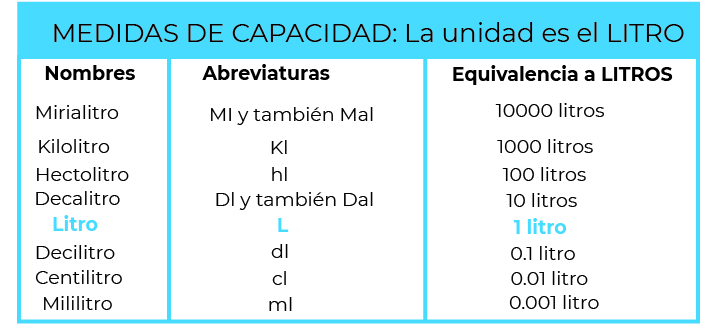 MEDIDAS DE CAPACIDAD: La unidad es el LITRO
Nombres Abreviaturas Equivalencia a LITROS
Mirialitro Ml y también Mal 10000 litros
Kilolitro Kl 1000 litros
Hectolitro hl 100 litros
Decalitro Dl y también Dal 10 litros
Litro L 1 litro
Decilitro dl 0.1 litro
Centilitro cl 0.01 litro
Mililitro ml 0.001 litro